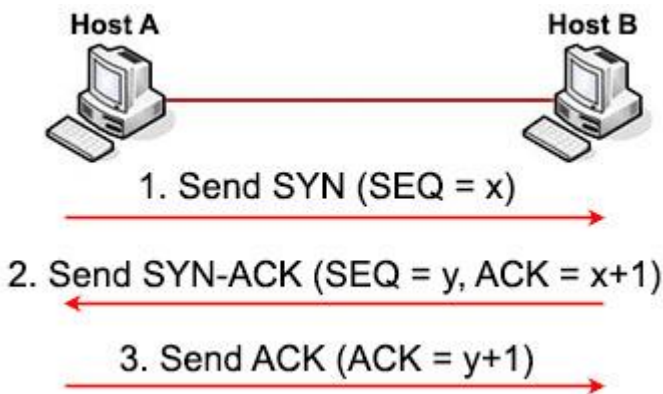 Host A
Host B
1. Send SYN (SEQ = x)
2. Send SYN-ACK (SEQ = y, ACK = x+1)
3. Send ACK (ACK = y+1)